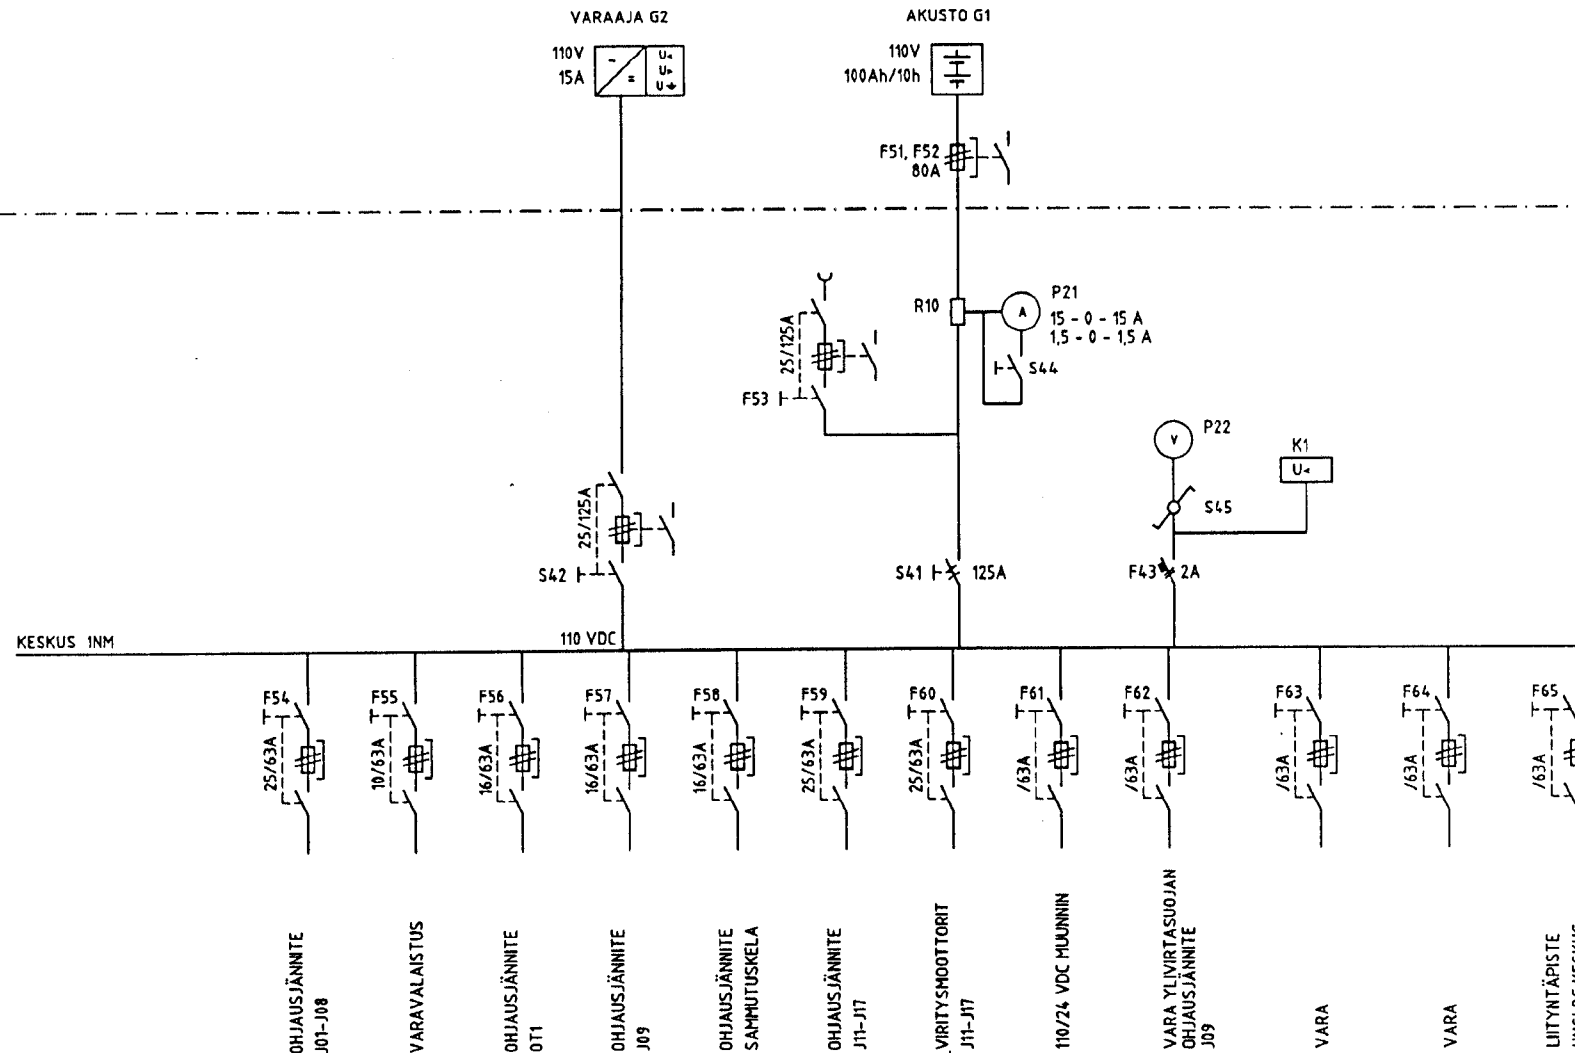 VARAAJA G2
110V
15A
U<
U>
U
AKUSTO G1
110V
100Ah/10h
F51, F52
80A
R10
A
P21
15 - 0 - 15 A
1,5 - 0 - 1,5 A
S44
25/125A
F53
V
P22
K1
U<
S45
25/125A
S42
S41
125A
F43
2A
KESKUS 1NM
110 VDC
F54
25/63A
F55
10/63A
F56
16/63A
F57
16/63A
F58
16/63A
F59
25/63A
F60
25/63A
F61
/63A
F62
/63A
F63
/63A
F64
/63A
F65
/63A
OHJAUSJÄNNITE
J01-J08
VARAVALAISTUS
OHJAUSJÄNNITE
OT1
OHJAUSJÄNNITE
J09
OHJAUSJÄNNITE
SAMMUTUSKELA
OHJAUSJÄNNITE
J11-J17
VIRITYSMOOTTORIT
J11-J17
110/24 VDC MUUNNIN
VARA YLIVIRTASUOJAN
OHJAUSJÄNNITE
J09
VARA
VARA
LIITYNTÄPISTE